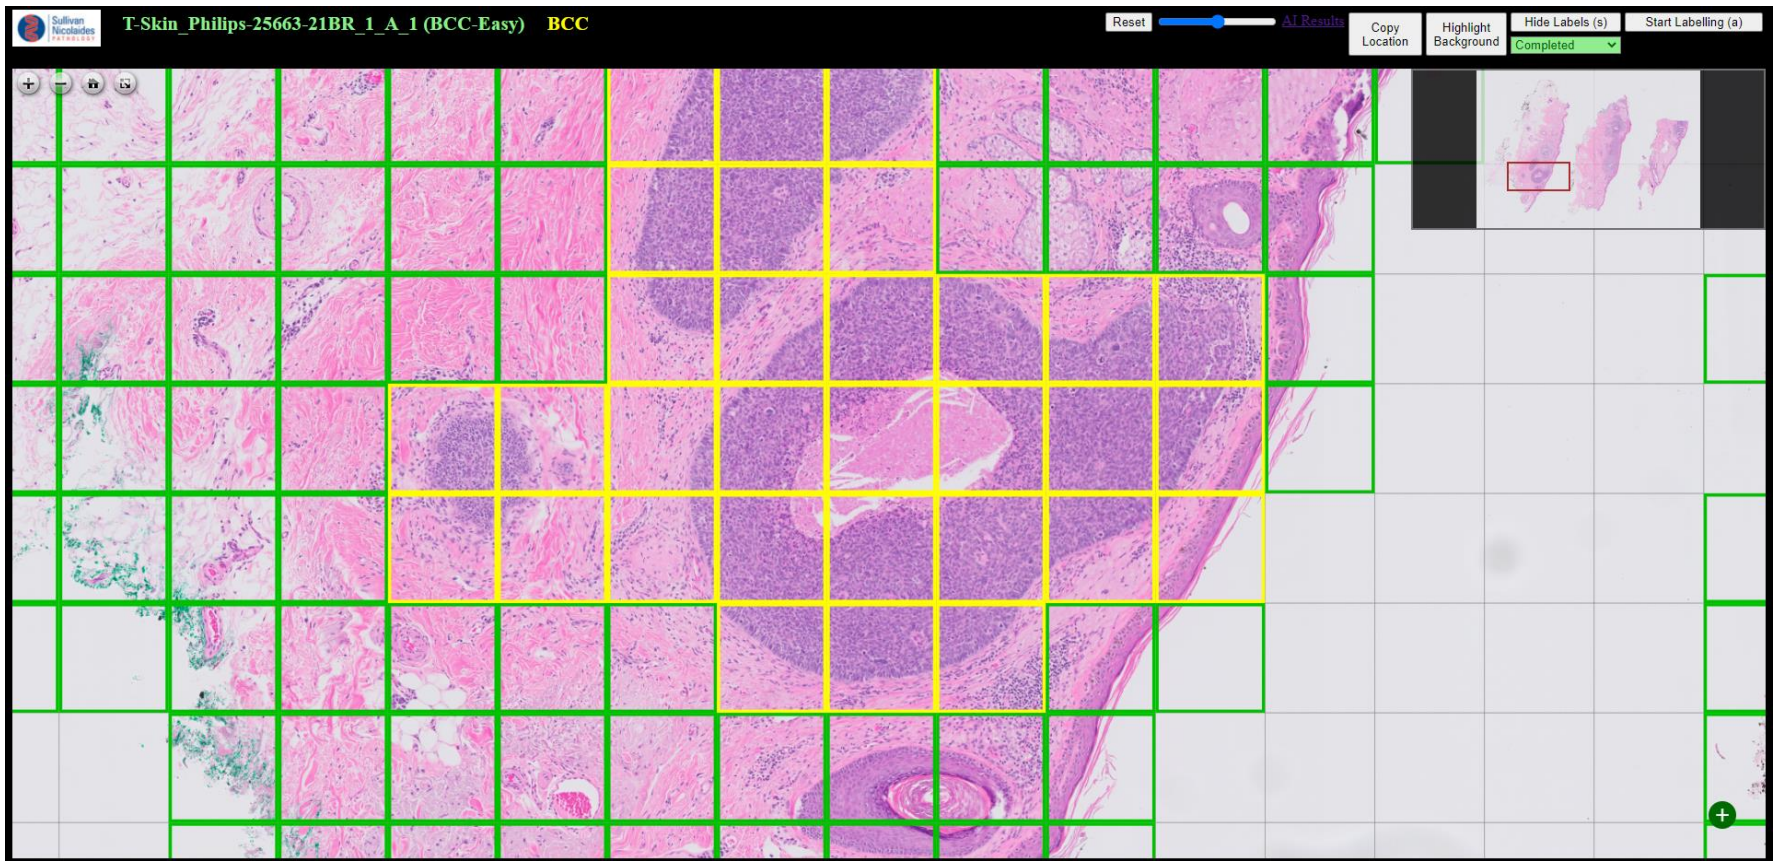 Sullivan
Nicolaides
PATHOLOGY
T-Skin_Philips-25663-21BR_1_A_1 (BCC-Easy) BCC
Reset
AI Results
Copy
Location
Highlight
Background
Hide Labels (s)
Completed
Start Labelling (a)